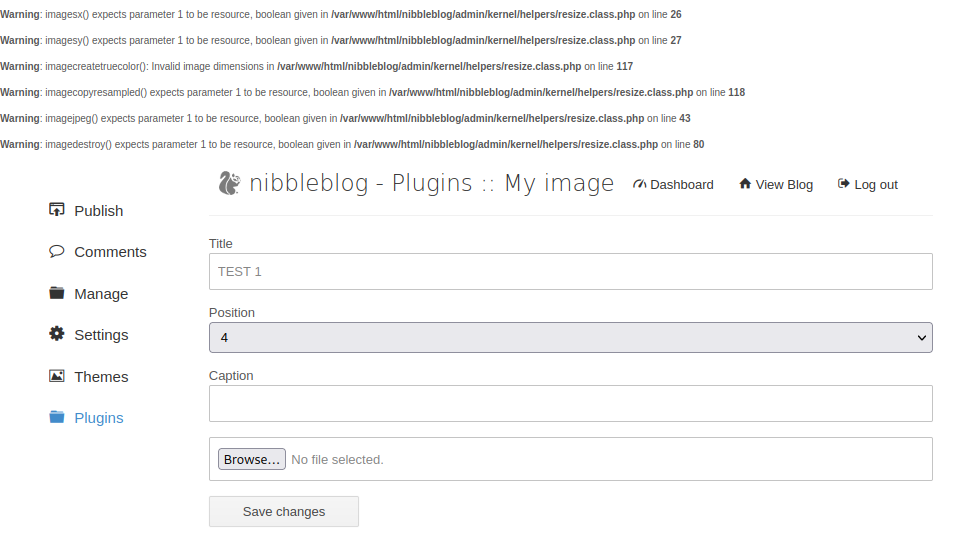 Warning: imagesx() expects parameter 1 to be resource, boolean given in /var/www/html/nibbleblog/admin/kernel/helpers/resize.class.php on line 26
Warning: imagesy() expects parameter 1 to be resource, boolean given in /var/www/html/nibbleblog/admin/kernel/helpers/resize.class.php on line 27
Warning: imagecreatetruecolor(): Invalid image dimensions in /var/www/html/nibbleblog/admin/kernel/helpers/resize.class.php on line 117
Warning: imagecopyresampled() expects parameter 1 to be resource, boolean given in /var/www/html/nibbleblog/admin/kernel/helpers/resize.class.php on line 118
Warning: imagejpeg() expects parameter 1 to be resource, boolean given in /var/www/html/nibbleblog/admin/kernel/helpers/resize.class.php on line 43
Warning: imagedestroy() expects parameter 1 to be resource, boolean given in /var/www/html/nibbleblog/admin/kernel/helpers/resize.class.php on line 80
nibbleblog - Plugins :: My image Dashboard View Blog Log out
Publish
Comments
Manage
Settings
Themes
Plugins
Title
TEST 1
Position
4
Caption
Browse... No file selected.
Save changes